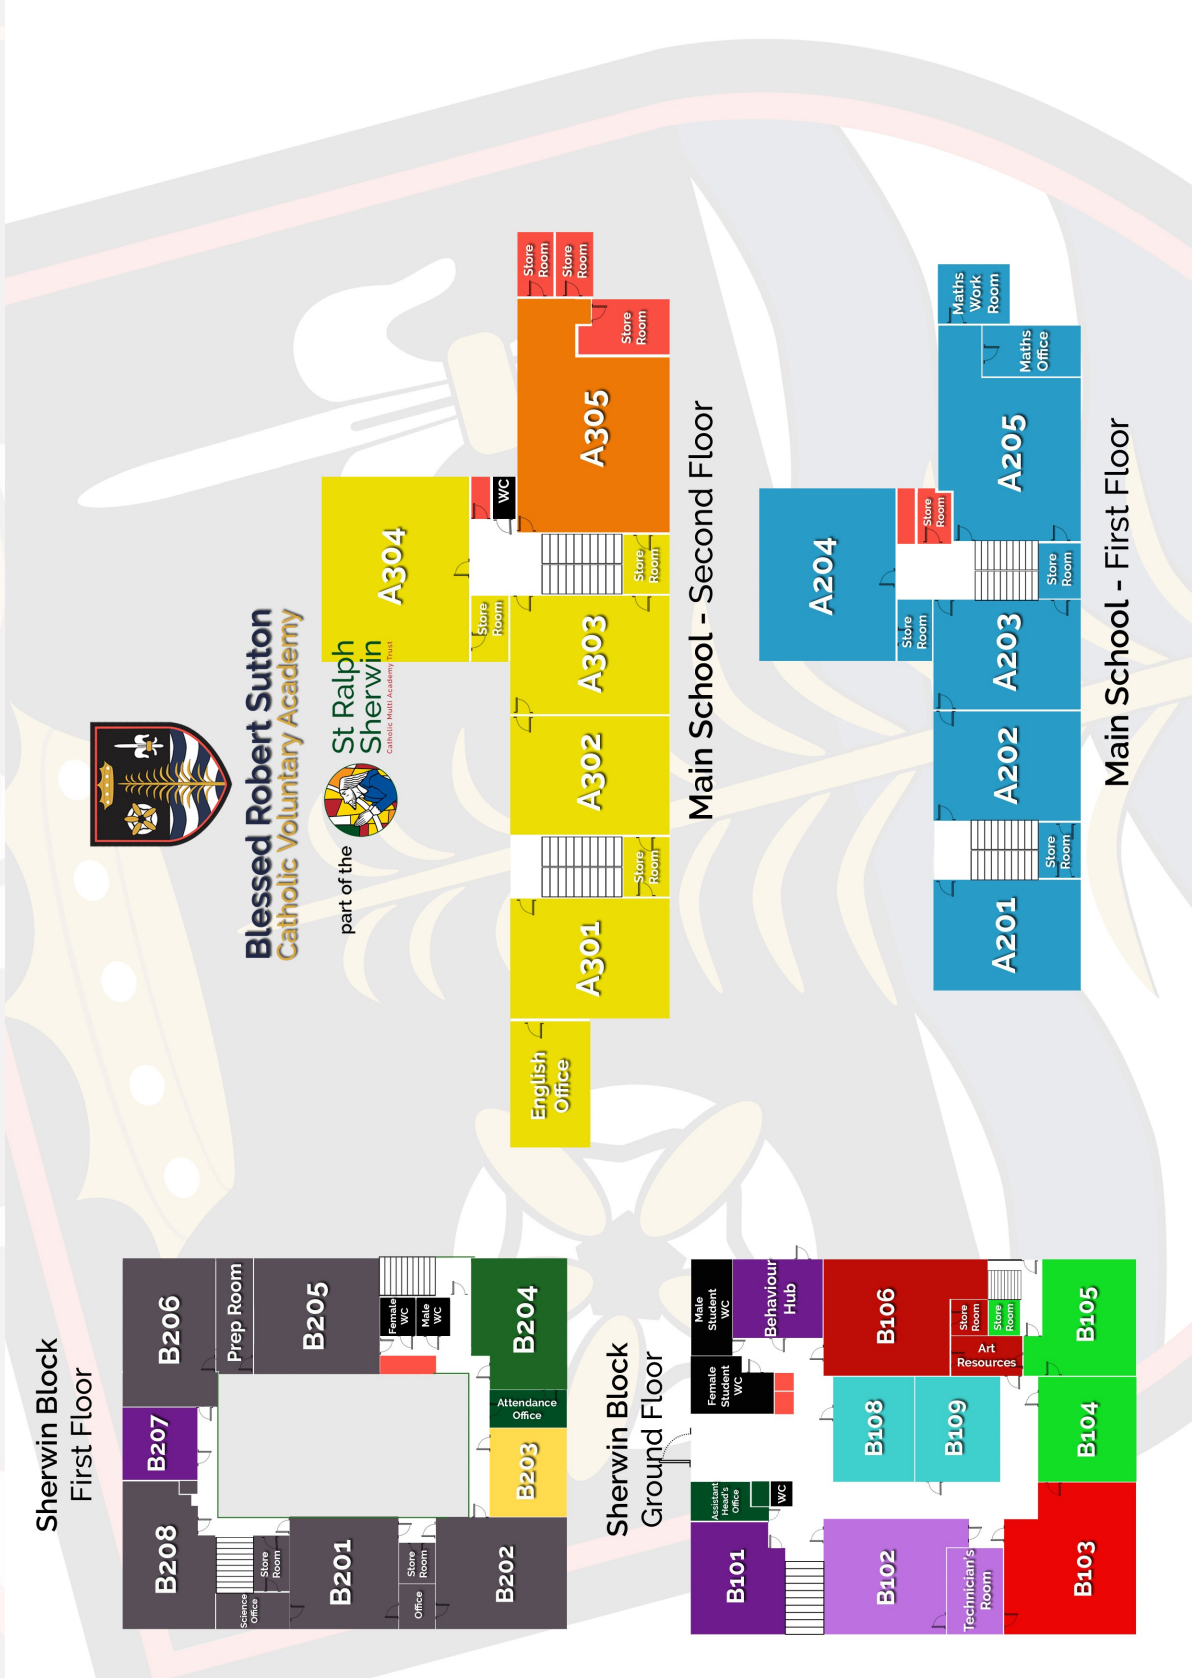 Blessed Robert Sutton
Catholic Voluntary Academy
part of the
St Ralph
Sherwin
Catholic Multi Academy Trust
Sherwin Block
First Floor
B208
B207
B206
Prep Room
B205
Science
Office
Store
Room
B201
Office
Store
Room
B202
Female
WC
Male
WC
B203
Attendance
Office
B204
English
Office
A301
Store
Room
A302
A303
Store
Room
Store
Room
A304
WC
A305
Store
Room
Store
Room
Store
Room
Main School - Second Floor
Sherwin Block
Ground Floor
B101
Assistant
Head's
Office
WC
Female
Student
WC
Male
Student
WC
Behaviour
Hub
B102
Technician's
Room
B103
B108
B109
B106
Art
Resources
Store
Room
Store
Room
B104
B105
A201
Store
Room
A202
A203
Store
Room
Store
Room
A204
Store
Room
A205
Maths
Office
Maths
Work
Room
Main School - First Floor